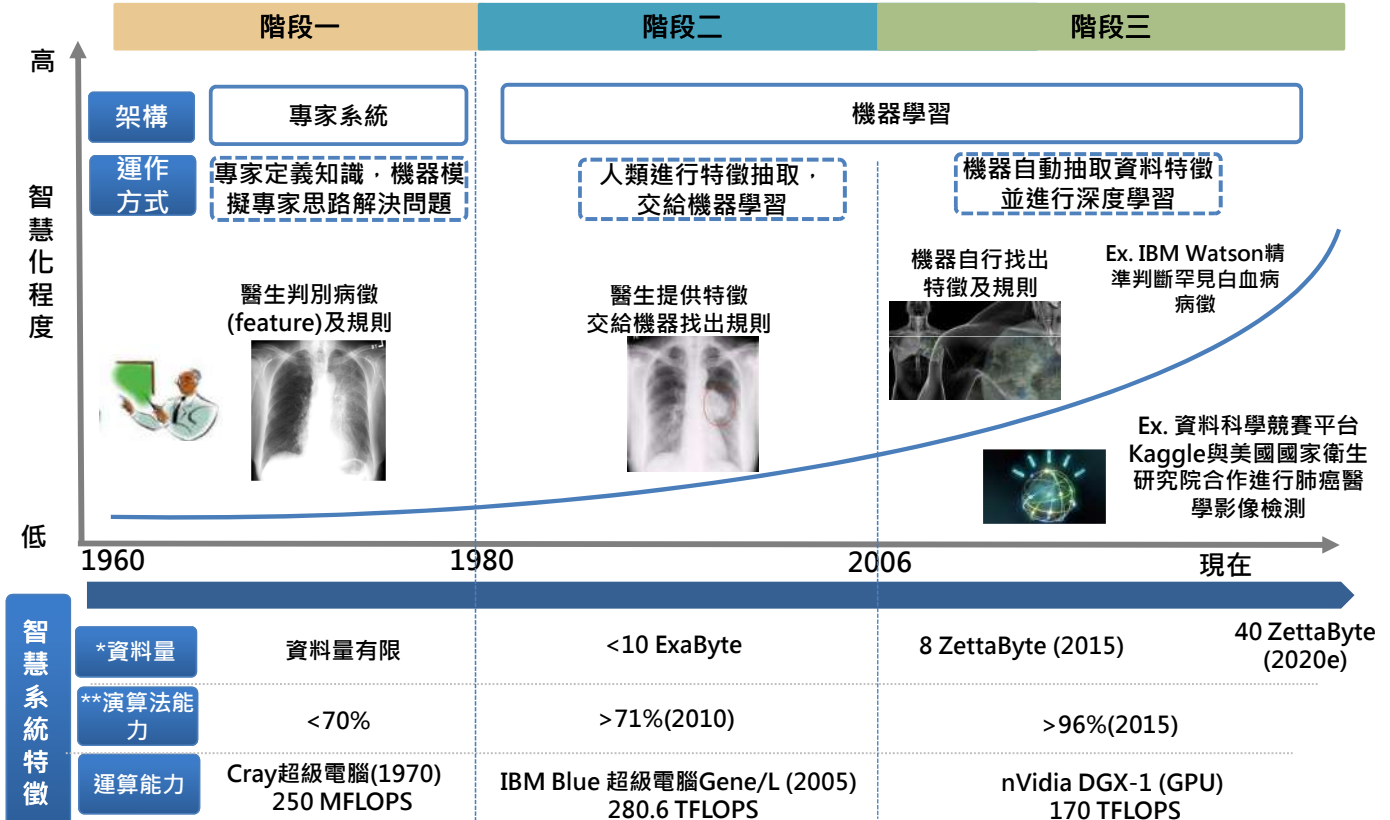 階段一
階段二
階段三
高
智慧化程度
低
架構
專家系統
機器學習
運作
方式
專家定義知識，機器模
擬專家思路解決問題
人類進行特徵抽取，
交給機器學習
機器自動抽取資料特徵
並進行深度學習
醫生判別病徵
(feature)及規則
醫生提供特徵
交給機器找出規則
機器自行找出
特徵及規則
Ex. IBM Watson精
準判斷罕見白血病
病徵
Ex. 資料科學競賽平台
Kaggle與美國國家衛生
研究院合作進行肺癌醫
學影像檢測
1960
1980
2006
現在
智慧系統特徵
*資料量
資料量有限
<10 ExaByte
8 ZettaByte (2015)
40 ZettaByte
(2020e)
**演算法能
力
<70%
>71%(2010)
>96%(2015)
運算能力
Cray超級電腦(1970)
250 MFLOPS
IBM Blue 超級電腦Gene/L (2005)
280.6 TFLOPS
nVidia DGX-1 (GPU)
170 TFLOPS